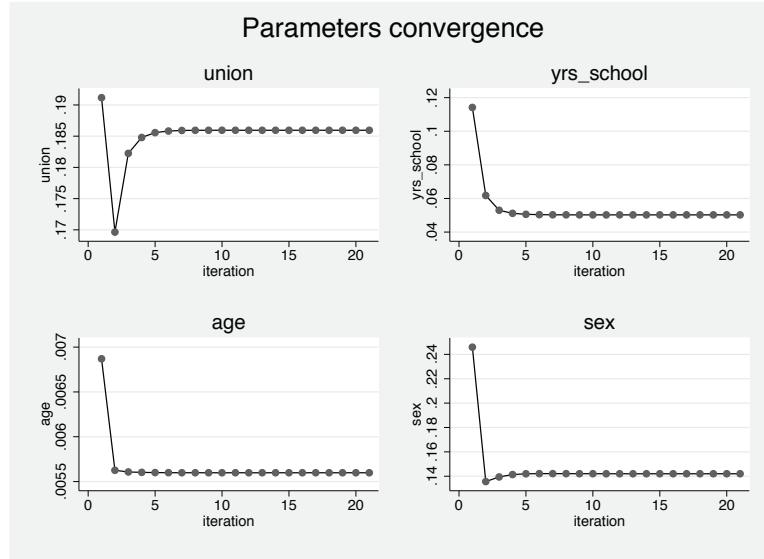 Parameters convergence
union
.19
.185
.18
.175
.17
union
0 5 10 15 20
iteration
yrs_school
.12
.1
.08
.06
.04
yrs_school
0 5 10 15 20
iteration
age
.007
.0065
.006
.0055
age
0 5 10 15 20
iteration
sex
.24
.22
.2
.18
.16
.14
sex
0 5 10 15 20
iteration